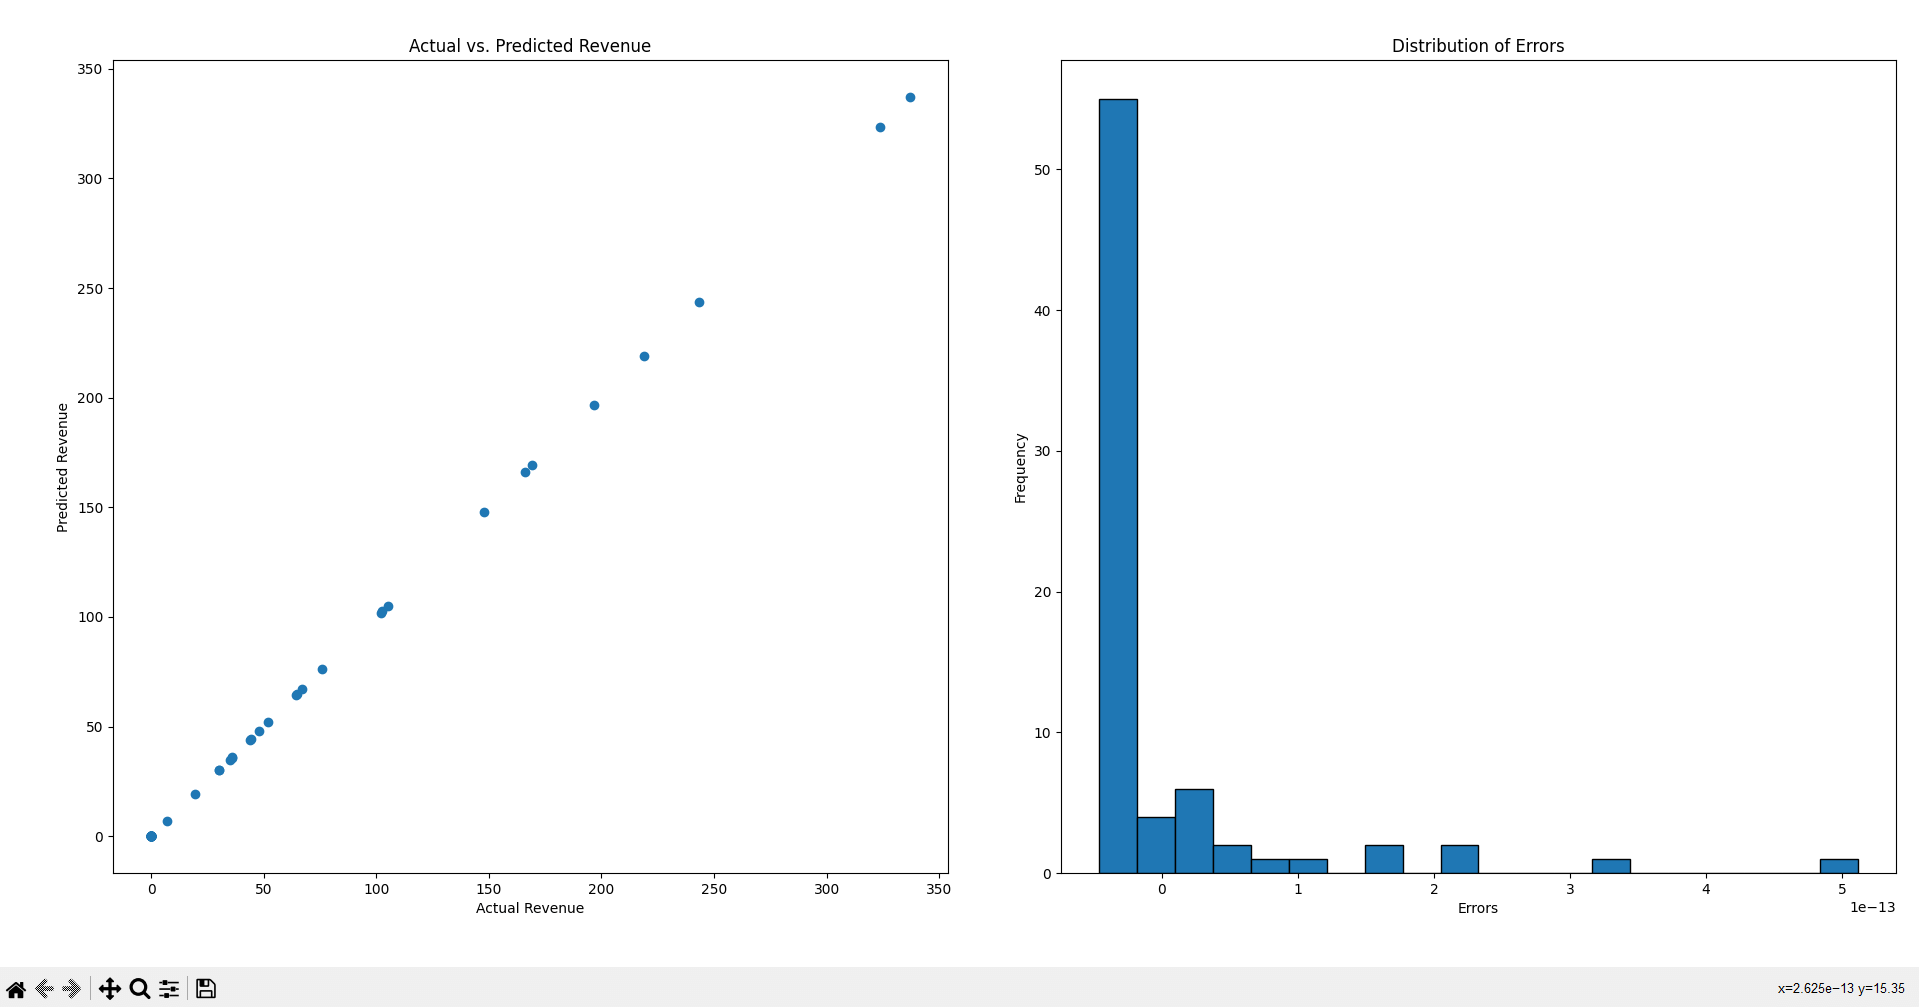 Actual vs. Predicted Revenue
350
300
250
200
150
100
50
0
Predicted Revenue
0 50 100 150 200 250 300 350
Actual Revenue
Distribution of Errors
50
40
30
20
10
0
Frequency
0 1 2 3 4 5
1e−13
Errors
x=2.625e−13 y=15.35